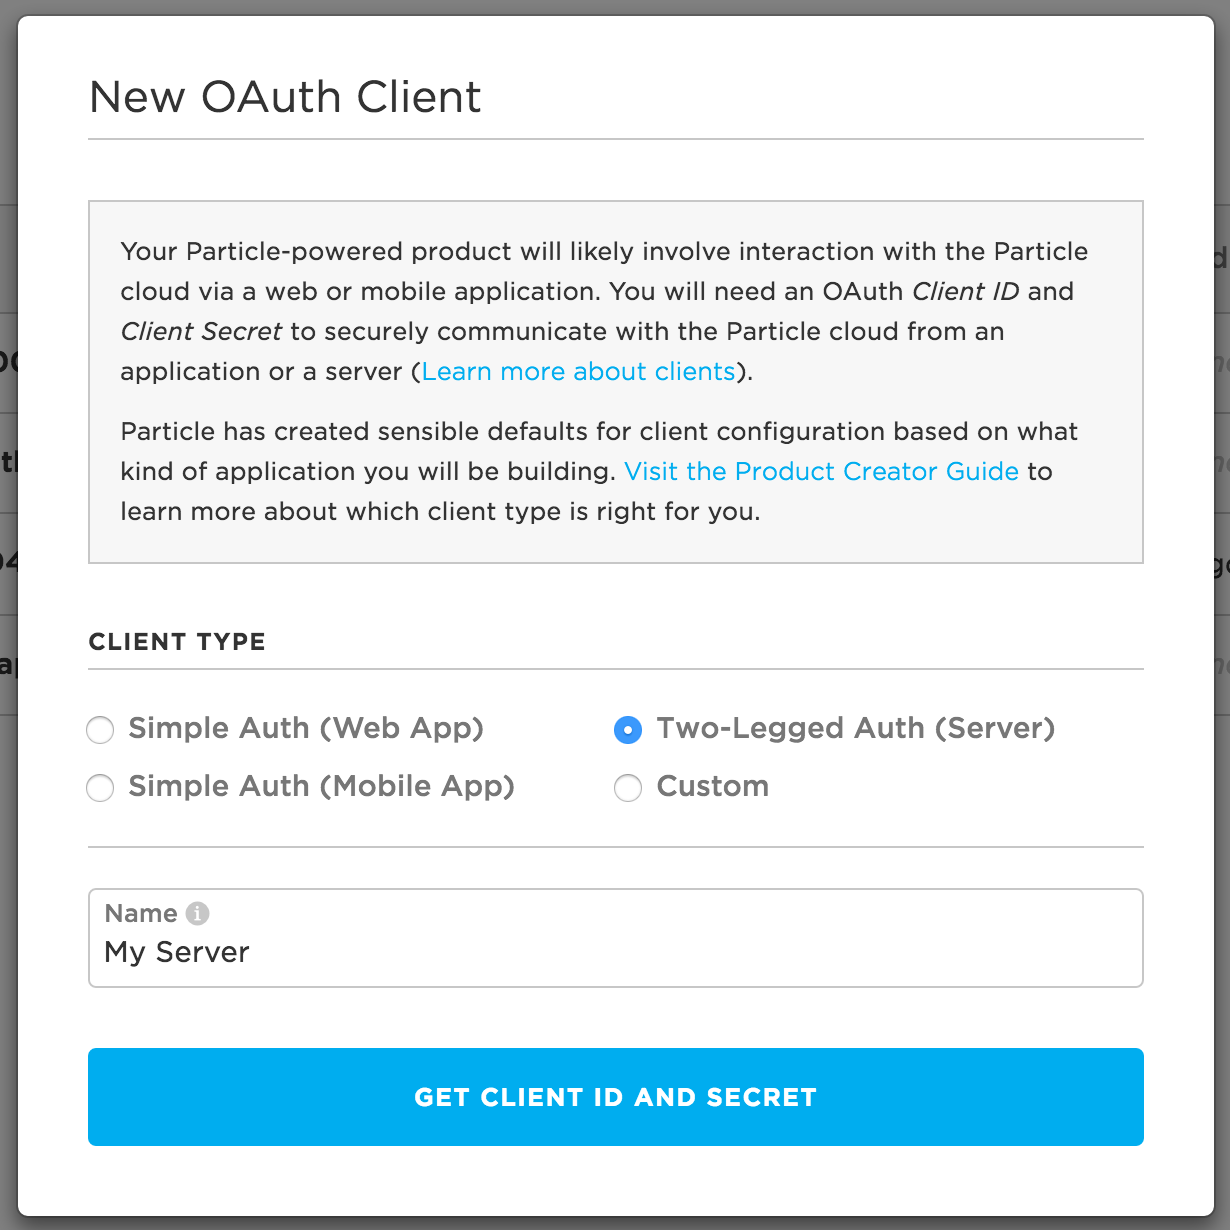 New OAuth Client
Your Particle-powered product will likely involve interaction with the Particle
cloud via a web or mobile application. You will need an OAuth Client ID and
Client Secret to securely communicate with the Particle cloud from an
application or a server (Learn more about clients).
Particle has created sensible defaults for client configuration based on what
kind of application you will be building. Visit the Product Creator Guide to
learn more about which client type is right for you.
CLIENT TYPE
Simple Auth (Web App)
Two-Legged Auth (Server)
Simple Auth (Mobile App)
Custom
Name
My Server
GET CLIENT ID AND SECRET